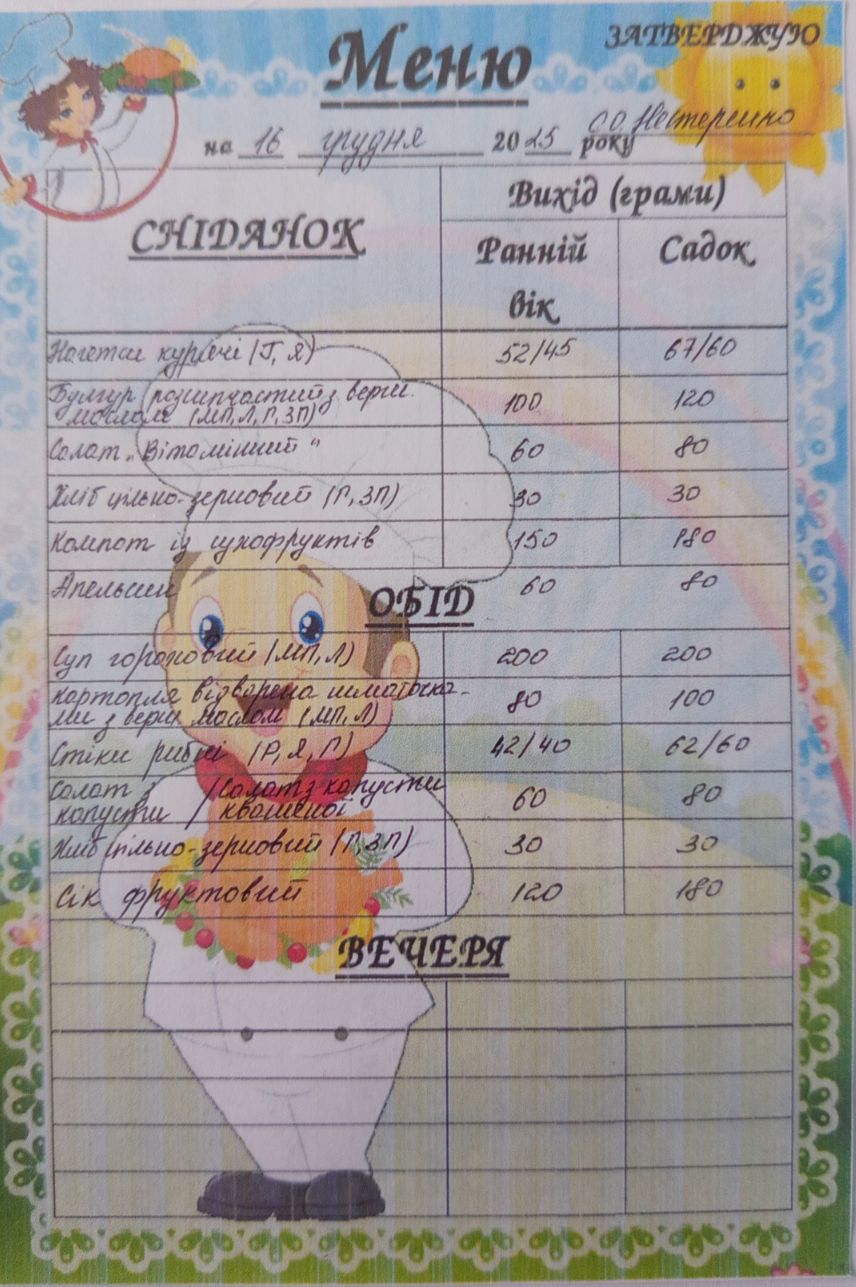 ЗАТВЕРДЖУЮ
Меню
О.О. Нестеренко
на 16 грудня 2025 року
СНІДАНОК
Вихід (грами)
Ранній вік
Садок
Нагетси курячі (Г, Я) 52/45 67/60
Булгур розсипчастий з верш.
маслом (МП, Л, Г, ЗП) 100 120
Салат "Вітамінний" 60 80
Хліб цільно-зерновий (Г, ЗП) 30 30
Компот із сухофруктів 150 180
Апельсин 60 80
ОБІД
Суп гороховий (МП, Л) 200 200
Картопля відварена шматочка-
ми з верш маслом (МП, Л) 80 100
Стіки рибні (Р, Я, Г) 42/40 62/60
Салат з капусти / Салат з капусти квашеної 60 80
Хліб цільно-зерновий (Г, ЗП) 30 30
Сік фруктовий 120 180
ВЕЧЕРЯ